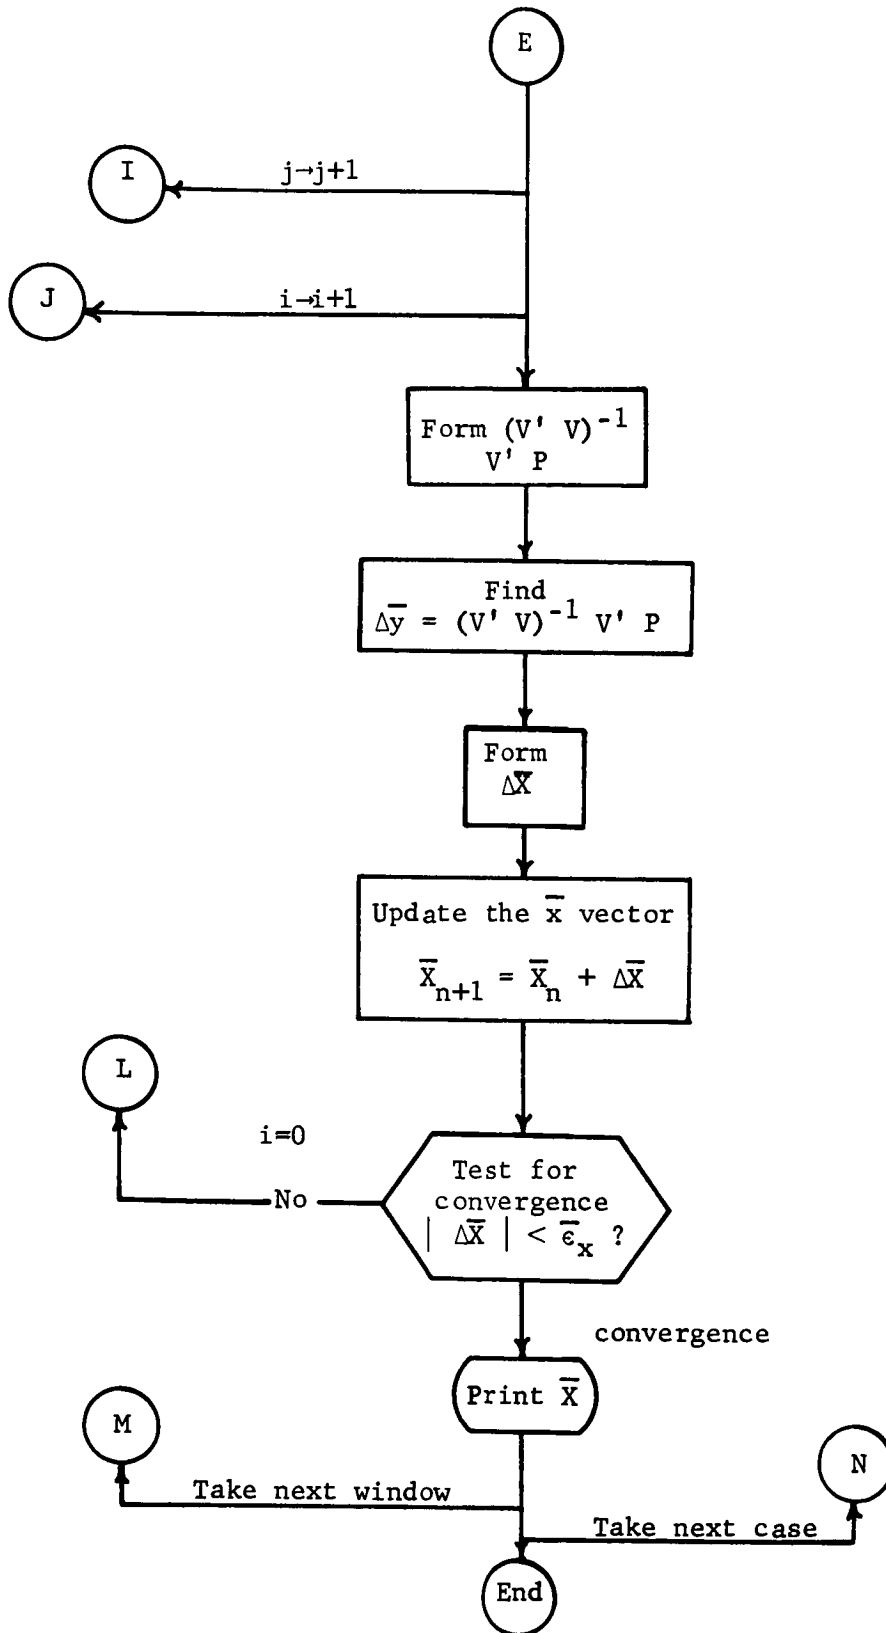 E
I
j→j+1
J
i→i+1
Form (V' V)⁻¹
V' P
Find
Δy̅ = (V' V)⁻¹ V' P
Form
ΔX̅
Update the x̅ vector
X̅ₙ₊₁ = X̅ₙ + ΔX̅
L
i=0
No
Test for
convergence
| ΔX̅ | < ϵ̅ₓ ?
convergence
Print X̅
M
Take next window
N
Take next case
End